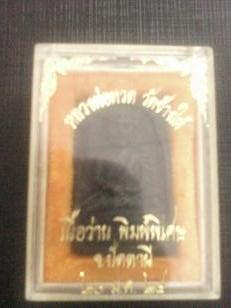 หลวงพ่อทวด วัดช้างให้
เนื้อว่าน พิมพ์พิเศษ
จ.ปัตตานี